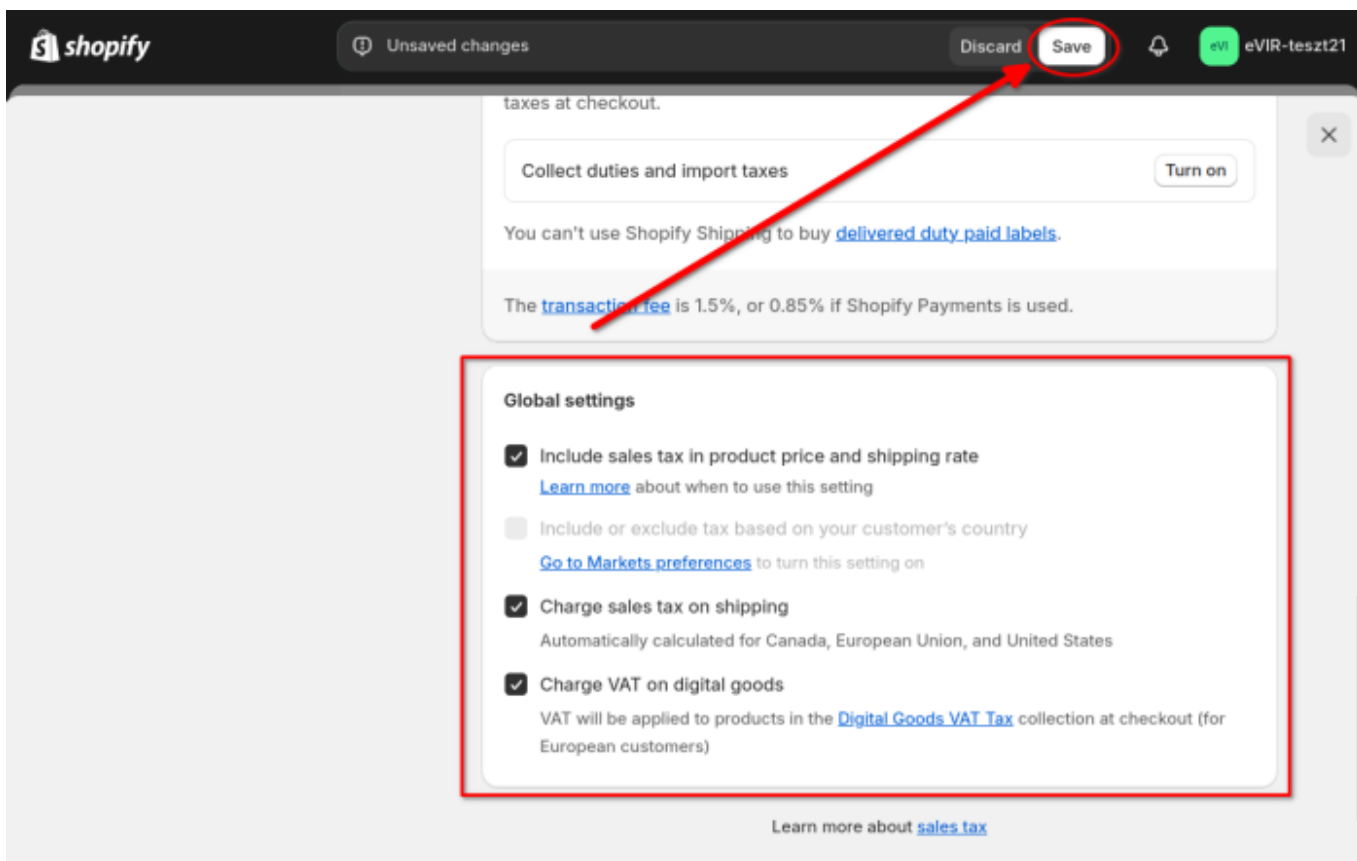 shopify
Unsaved changes
Discard
Save
eVI
eVIR-teszt21
taxes at checkout.
Collect duties and import taxes
Turn on
You can't use Shopify Shipping to buy delivered duty paid labels.
The transaction fee is 1.5%, or 0.85% if Shopify Payments is used.
Global settings
Include sales tax in product price and shipping rate
Learn more about when to use this setting
Include or exclude tax based on your customer's country
Go to Markets preferences to turn this setting on
Charge sales tax on shipping
Automatically calculated for Canada, European Union, and United States
Charge VAT on digital goods
VAT will be applied to products in the Digital Goods VAT Tax collection at checkout (for
European customers)
Learn more about sales tax